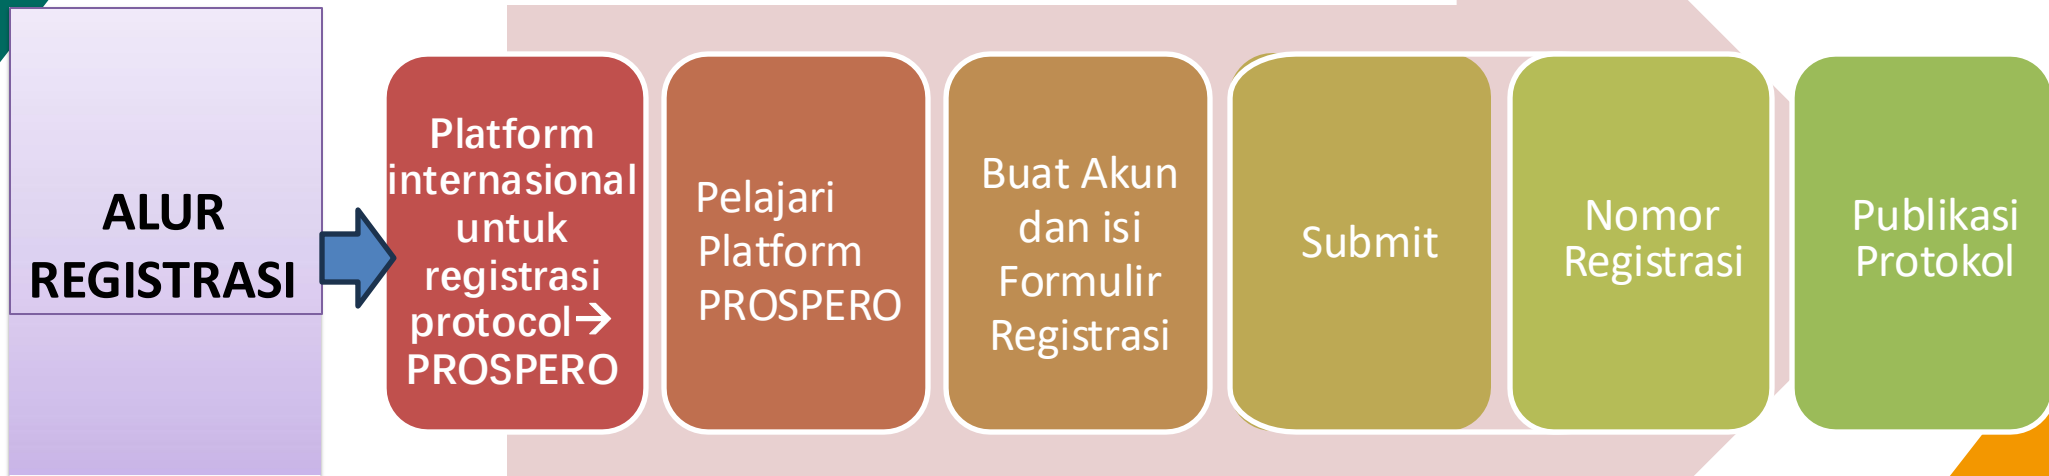 ALUR
REGISTRASI
Platform
internasional
untuk
registrasi
protocol→
PROSPERO
Pelajari
Platform
PROSPERO
Buat Akun
dan isi
Formulir
Registrasi
Submit
Nomor
Registrasi
Publikasi
Protokol